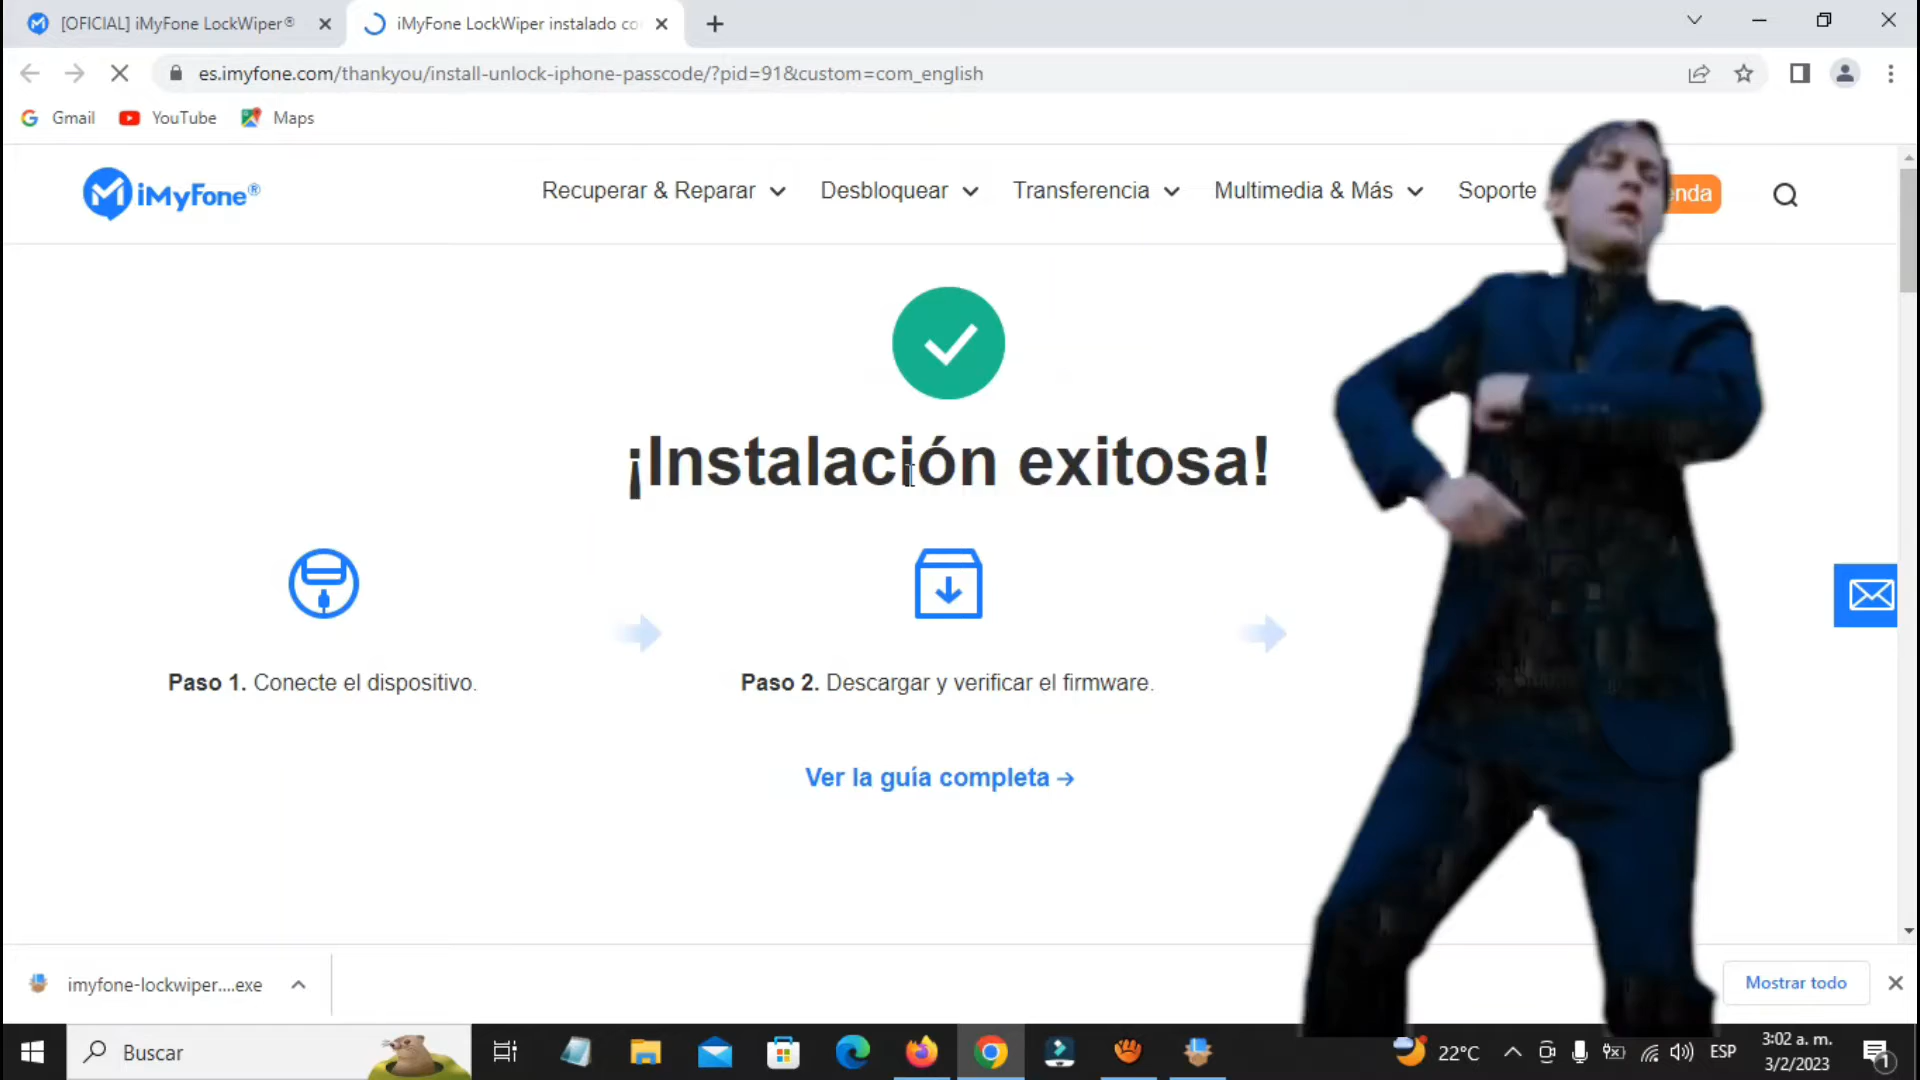 [OFICIAL] iMyFone LockWiper®
iMyFone LockWiper instalado co
es.imyfone.com/thankyou/install-unlock-iphone-passcode/?pid=91&custom=com_english
Gmail
YouTube
Maps
iMyFone®
Recuperar & Reparar
Desbloquear
Transferencia
Multimedia & Más
Soporte
enda
¡Instalación exitosa!
Paso 1. Conecte el dispositivo.
Paso 2. Descargar y verificar el firmware.
Ver la guía completa →
imyfone-lockwiper....exe
Mostrar todo
Buscar
22°C
ESP
3:02 a. m.
3/2/2023
1